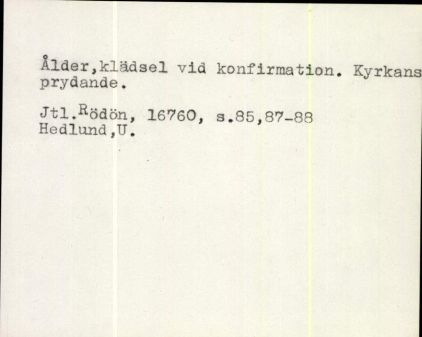 Ålder,klädsel vid konfirmation. Kyrkans
prydande.
Jtl.Rödön, 16760, s.85,87-88
Hedlund,U.